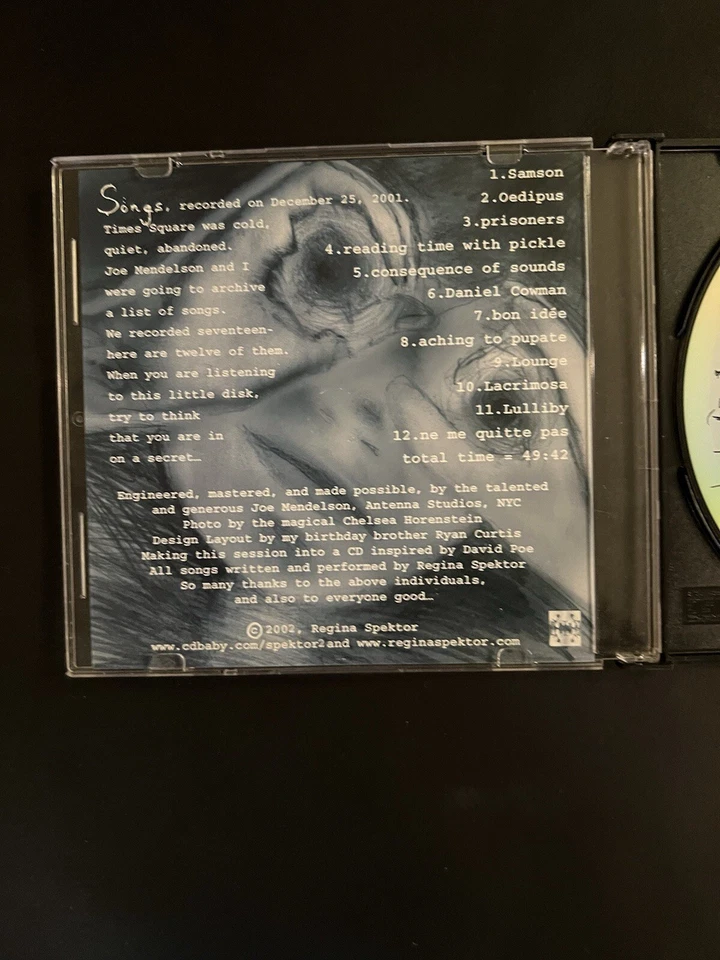 Songs, recorded on December 25, 2001.
Times Square was cold,
quiet, abandoned.
Joe Mendelson and I
were going to archive
a list of songs.
We recorded seventeen-
here are twelve of them.
When you are listening
to this little disk,
try to think
that you are in
on a secret…
1.Samson
2.Oedipus
3.prisoners
4.reading time with pickle
5.consequence of sounds
6.Daniel Cowman
7.bon idée
8.aching to pupate
9.Lounge
10.Lacrimosa
11.Lulliby
12.ne me quitte pas
total time = 49:42
Engineered, mastered, and made possible, by the talented
and generous Joe Mendelson, Antenna Studios, NYC
Photo by the magical Chelsea Horenstein
Design Layout by my birthday brother Ryan Curtis
Making this session into a CD inspired by David Poe
All songs written and performed by Regina Spektor
So many thanks to the above individuals,
and also to everyone good…
©2002, Regina Spektor
www.cdbaby.com/spektor2and www.reginaspektor.com